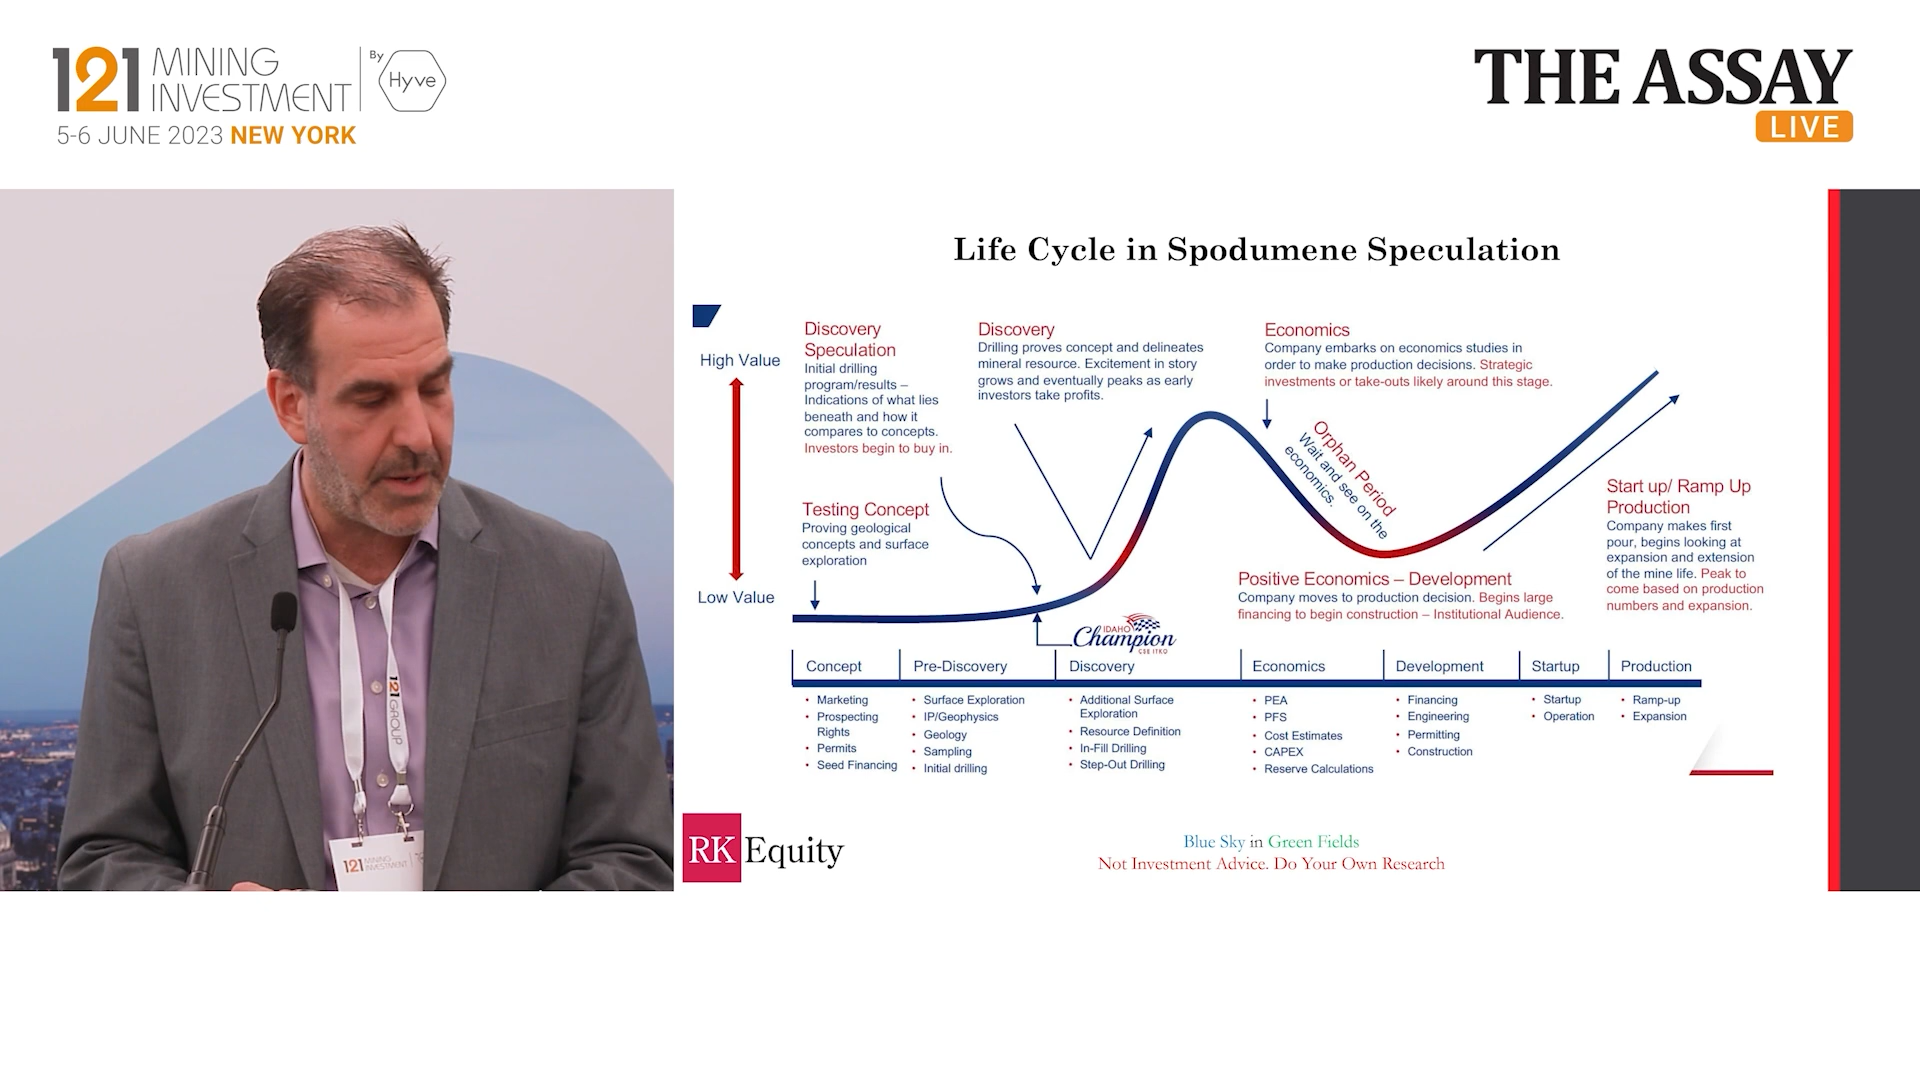 121 MINING INVESTMENT
By Hyve
5-6 JUNE 2023 NEW YORK
THE ASSAY
LIVE
Life Cycle in Spodumene Speculation
High Value
Low Value
Discovery
Speculation
Initial drilling
program/results –
Indications of what lies
beneath and how it
compares to concepts.
Investors begin to buy in.
Testing Concept
Proving geological
concepts and surface
exploration
Discovery
Drilling proves concept and delineates
mineral resource. Excitement in story
grows and eventually peaks as early
investors take profits.
Economics
Company embarks on economics studies in
order to make production decisions. Strategic
investments or take-outs likely around this stage.
Orphan Period
Wait and see on the
economics.
Positive Economics – Development
Company moves to production decision. Begins large
financing to begin construction – Institutional Audience.
Start up/ Ramp Up
Production
Company makes first
pour, begins looking at
expansion and extension
of the mine life. Peak to
come based on production
numbers and expansion.
IDAHO
Champion
CSE ITKO
Concept
• Marketing
• Prospecting
Rights
• Permits
• Seed Financing
Pre-Discovery
• Surface Exploration
• IP/Geophysics
• Geology
• Sampling
• Initial drilling
Discovery
• Additional Surface
Exploration
• Resource Definition
• In-Fill Drilling
• Step-Out Drilling
Economics
• PEA
• PFS
• Cost Estimates
• CAPEX
• Reserve Calculations
Development
• Financing
• Engineering
• Permitting
• Construction
Startup
• Startup
• Operation
Production
• Ramp-up
• Expansion
RK Equity
Blue Sky in Green Fields
Not Investment Advice. Do Your Own Research
121 GROUP
121 MINING INVESTMENT